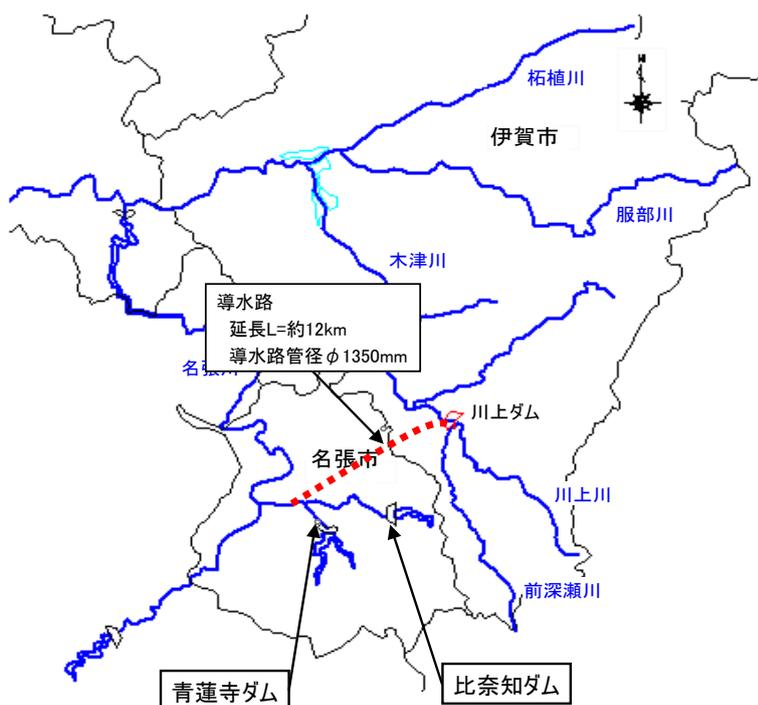 N
柘植川
伊賀市
服部川
木津川
導水路
延長L=約12km
導水路管径φ1350mm
名張川
川上ダム
名張市
川上川
前深瀬川
青蓮寺ダム
比奈知ダム